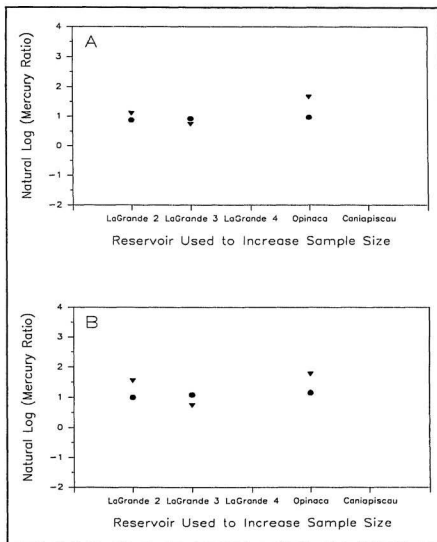 A
Natural Log (Mercury Ratio)
4
3
2
1
0
-1
-2
LaGrande 2 LaGrande 3 LaGrande 4 Opinaca Caniapiscau
Reservoir Used to Increase Sample Size
B
Natural Log (Mercury Ratio)
4
3
2
1
0
-1
-2
LaGrande 2 LaGrande 3 LaGrande 4 Opinaca Caniapiscau
Reservoir Used to Increase Sample Size